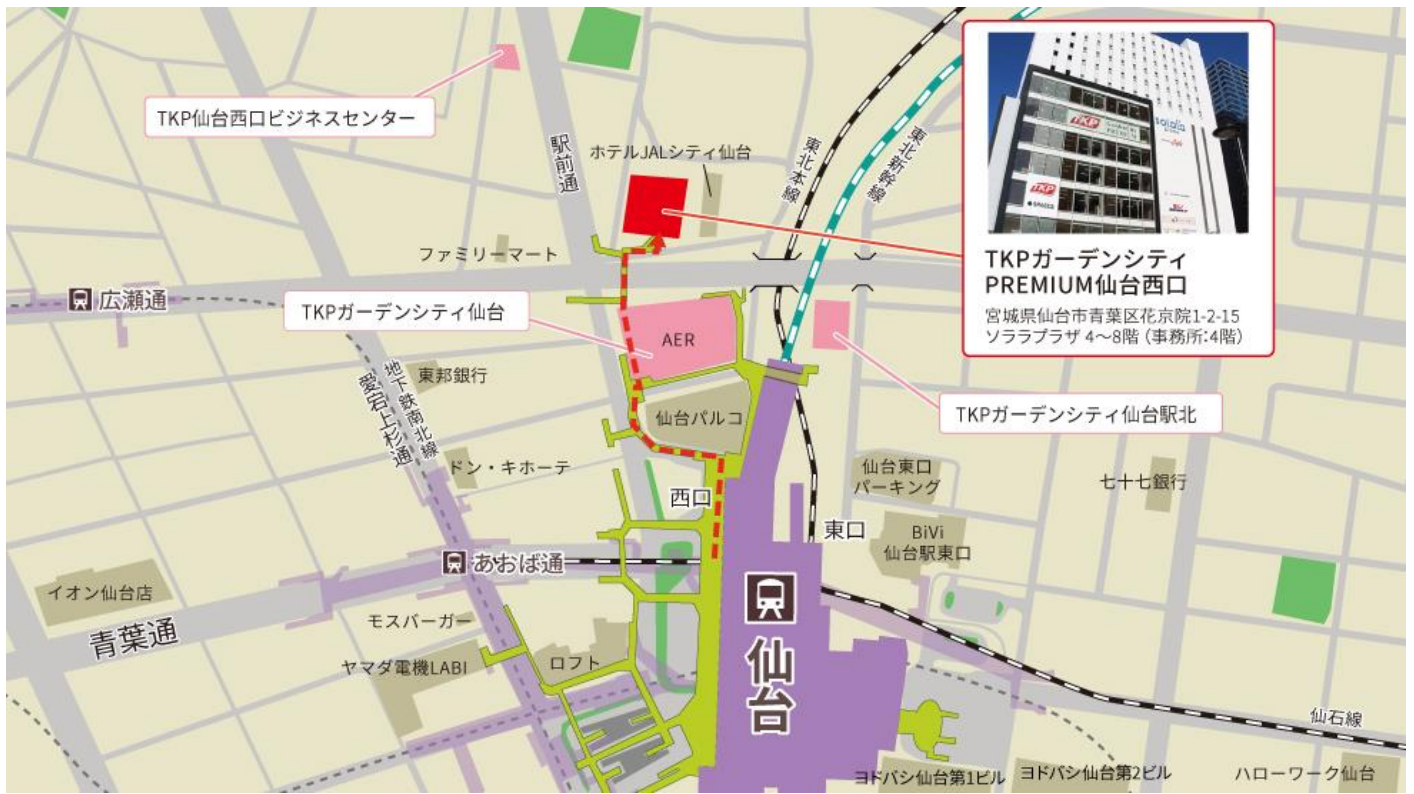 TKP仙台西口ビジネスセンター
駅前通
ホテルJALシティ仙台
東北本線
東北新幹線
TKP
TKP
TKPガーデンシティ
PREMIUM仙台西口
宮城県仙台市青葉区花京院1-2-15
ソララプラザ 4〜8階 (事務所:4階)
ファミリーマート
広瀬通
TKPガーデンシティ仙台
AER
東邦銀行
地下鉄南北線
愛宕上杉通
仙台パルコ
TKPガーデンシティ仙台駅北
ドン・キホーテ
西口
東口
仙台東口
パーキング
七十七銀行
BiVi
仙台駅東口
あおば通
イオン仙台店
青葉通
モスバーガー
ヤマダ電機LABI
ロフト
仙台
仙石線
ヨドバシ仙台第1ビル
ヨドバシ仙台第2ビル
ハローワーク仙台